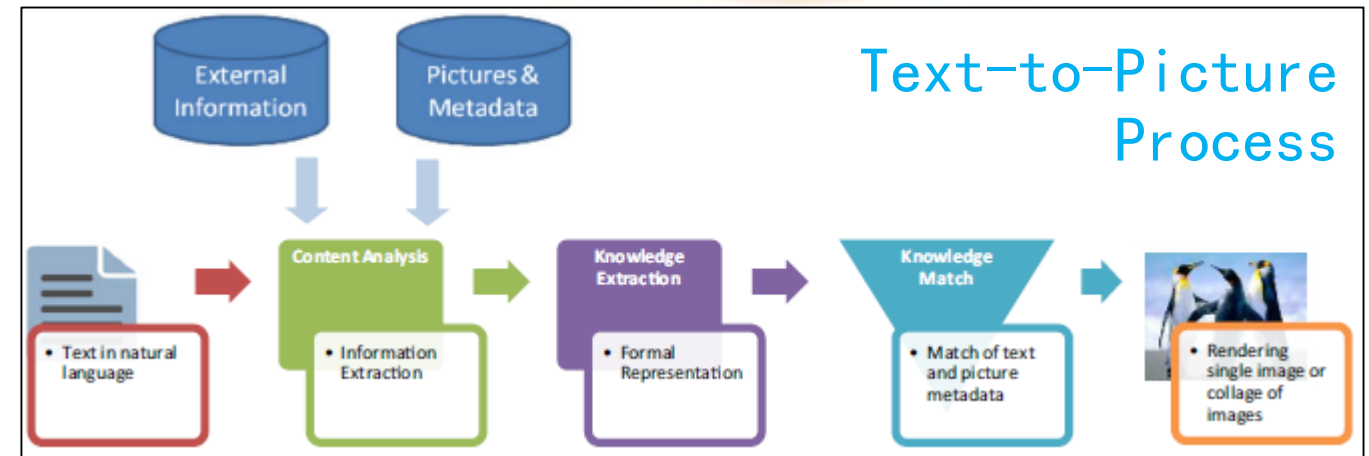 Text-to-Picture
Process
External
Information
Pictures &
Metadata
Content Analysis
Knowledge
Extraction
Knowledge
Match
• Text in natural
language
• Information
Extraction
• Formal
Representation
• Match of text
and picture
metadata
• Rendering
single image or
collage of
images